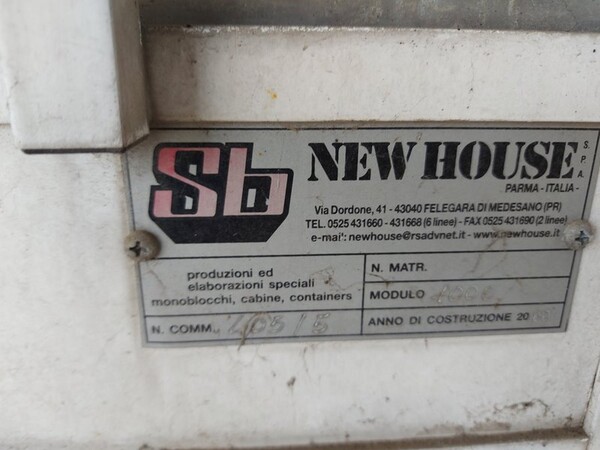 Sb NEW HOUSE S.P.A.
PARMA - ITALIA -
Via Dordone, 41 - 43040 FELEGARA DI MEDESANO (PR)
TEL. 0525 431660 - 431668 (6 linee) - FAX 0525 431690 (2 linee)
e-mai': newhouse@rsadvnet.it - www.newhouse.it
produzioni ed
elaborazioni speciali
monoblocchi, cabine, containers
N. MATR.
MODULO
N. COMM.
ANNO DI COSTRUZIONE 20